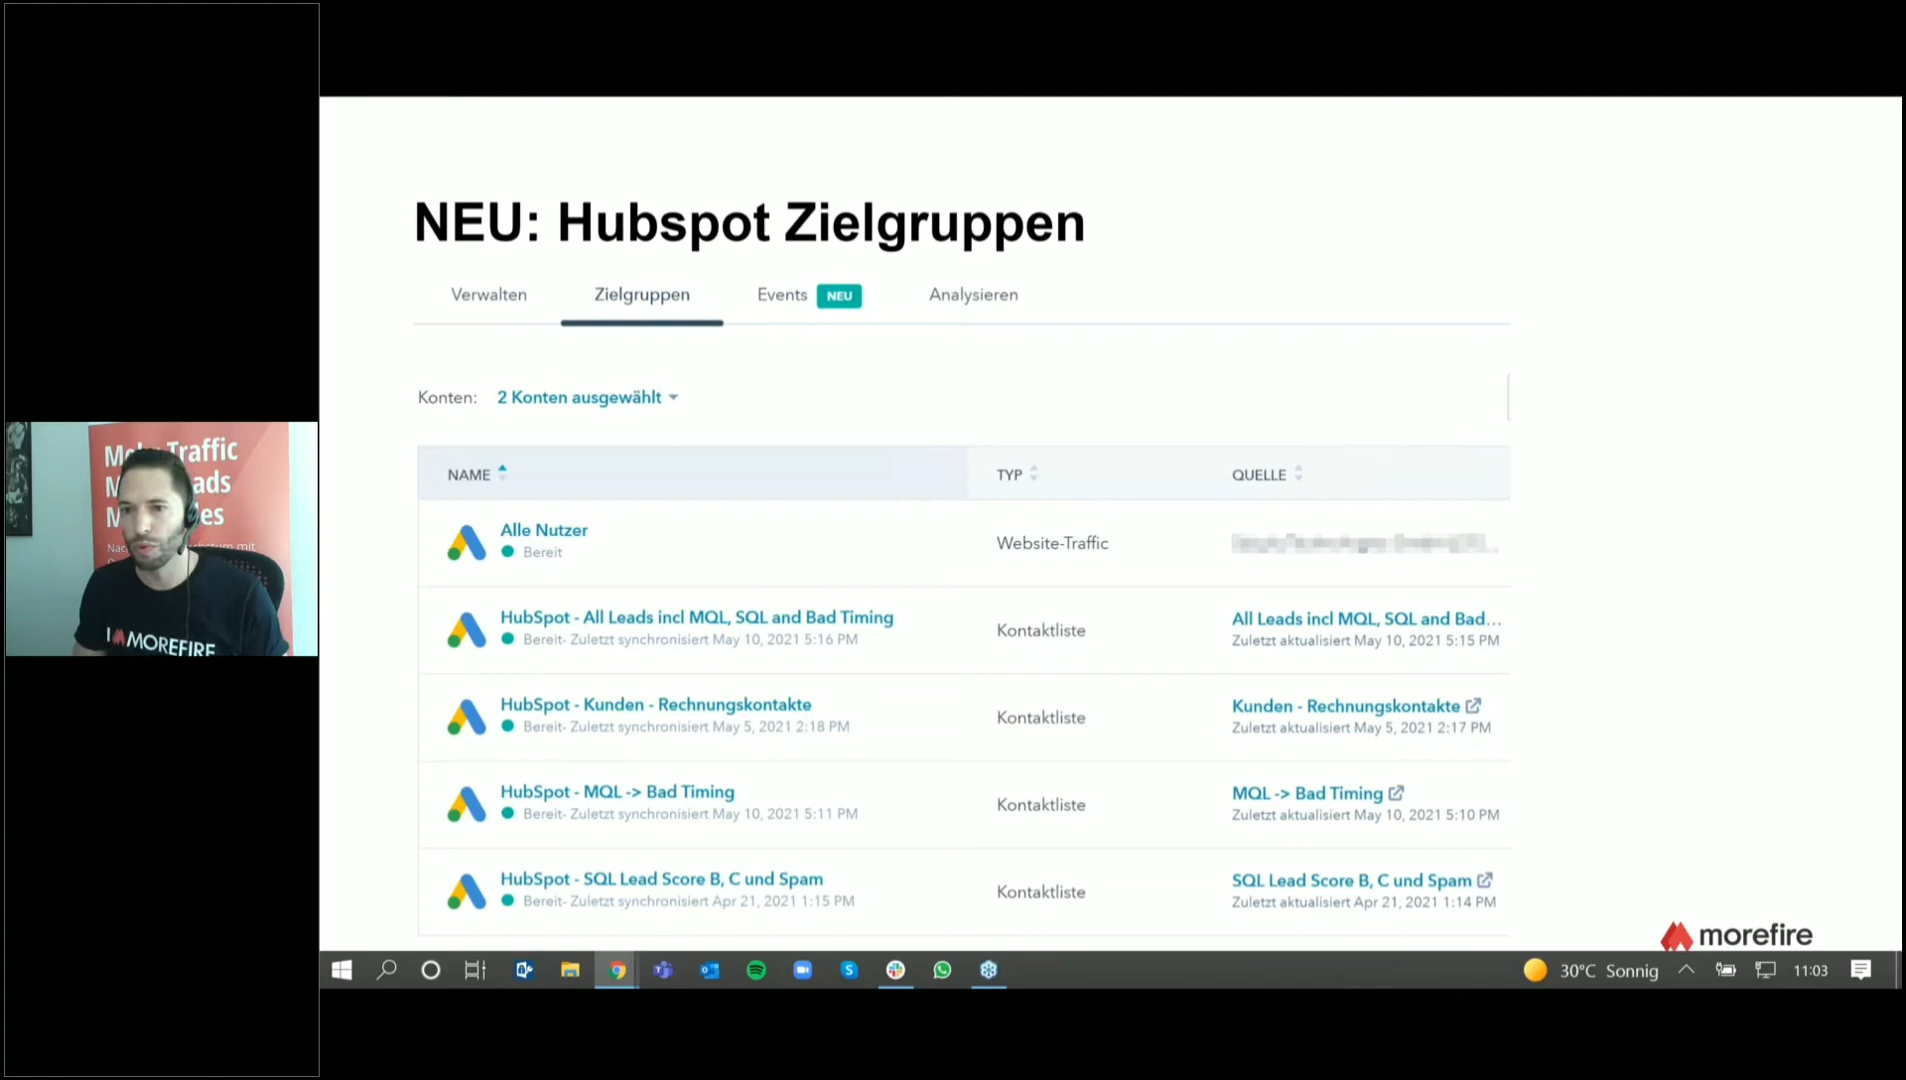 NEU: Hubspot Zielgruppen
Verwalten Zielgruppen Events NEU Analysieren
Konten: 2 Konten ausgewählt
NAME TYP QUELLE
Alle Nutzer
Bereit
Website-Traffic
HubSpot - All Leads incl MQL, SQL and Bad Timing
Bereit- Zuletzt synchronisiert May 10, 2021 5:16 PM
Kontaktliste
All Leads incl MQL, SQL and Bad...
Zuletzt aktualisiert May 10, 2021 5:15 PM
HubSpot - Kunden - Rechnungskontakte
Bereit- Zuletzt synchronisiert May 5, 2021 2:18 PM
Kontaktliste
Kunden - Rechnungskontakte
Zuletzt aktualisiert May 5, 2021 2:17 PM
HubSpot - MQL -> Bad Timing
Bereit- Zuletzt synchronisiert May 10, 2021 5:11 PM
Kontaktliste
MQL -> Bad Timing
Zuletzt aktualisiert May 10, 2021 5:10 PM
HubSpot - SQL Lead Score B, C und Spam
Bereit- Zuletzt synchronisiert Apr 21, 2021 1:15 PM
Kontaktliste
SQL Lead Score B, C und Spam
Zuletzt aktualisiert Apr 21, 2021 1:14 PM
morefire
30°C Sonnig 11:03
Traffic
I MOREFIRE